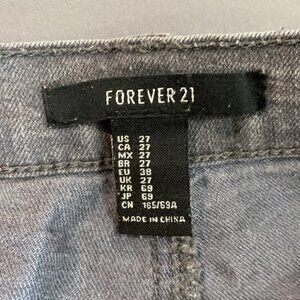 FOREVER 21
US 27
CA 27
MX 27
BR 27
EU 38
UK 27
KR 69
JP 69
CN 165/69A
MADE IN CHINA